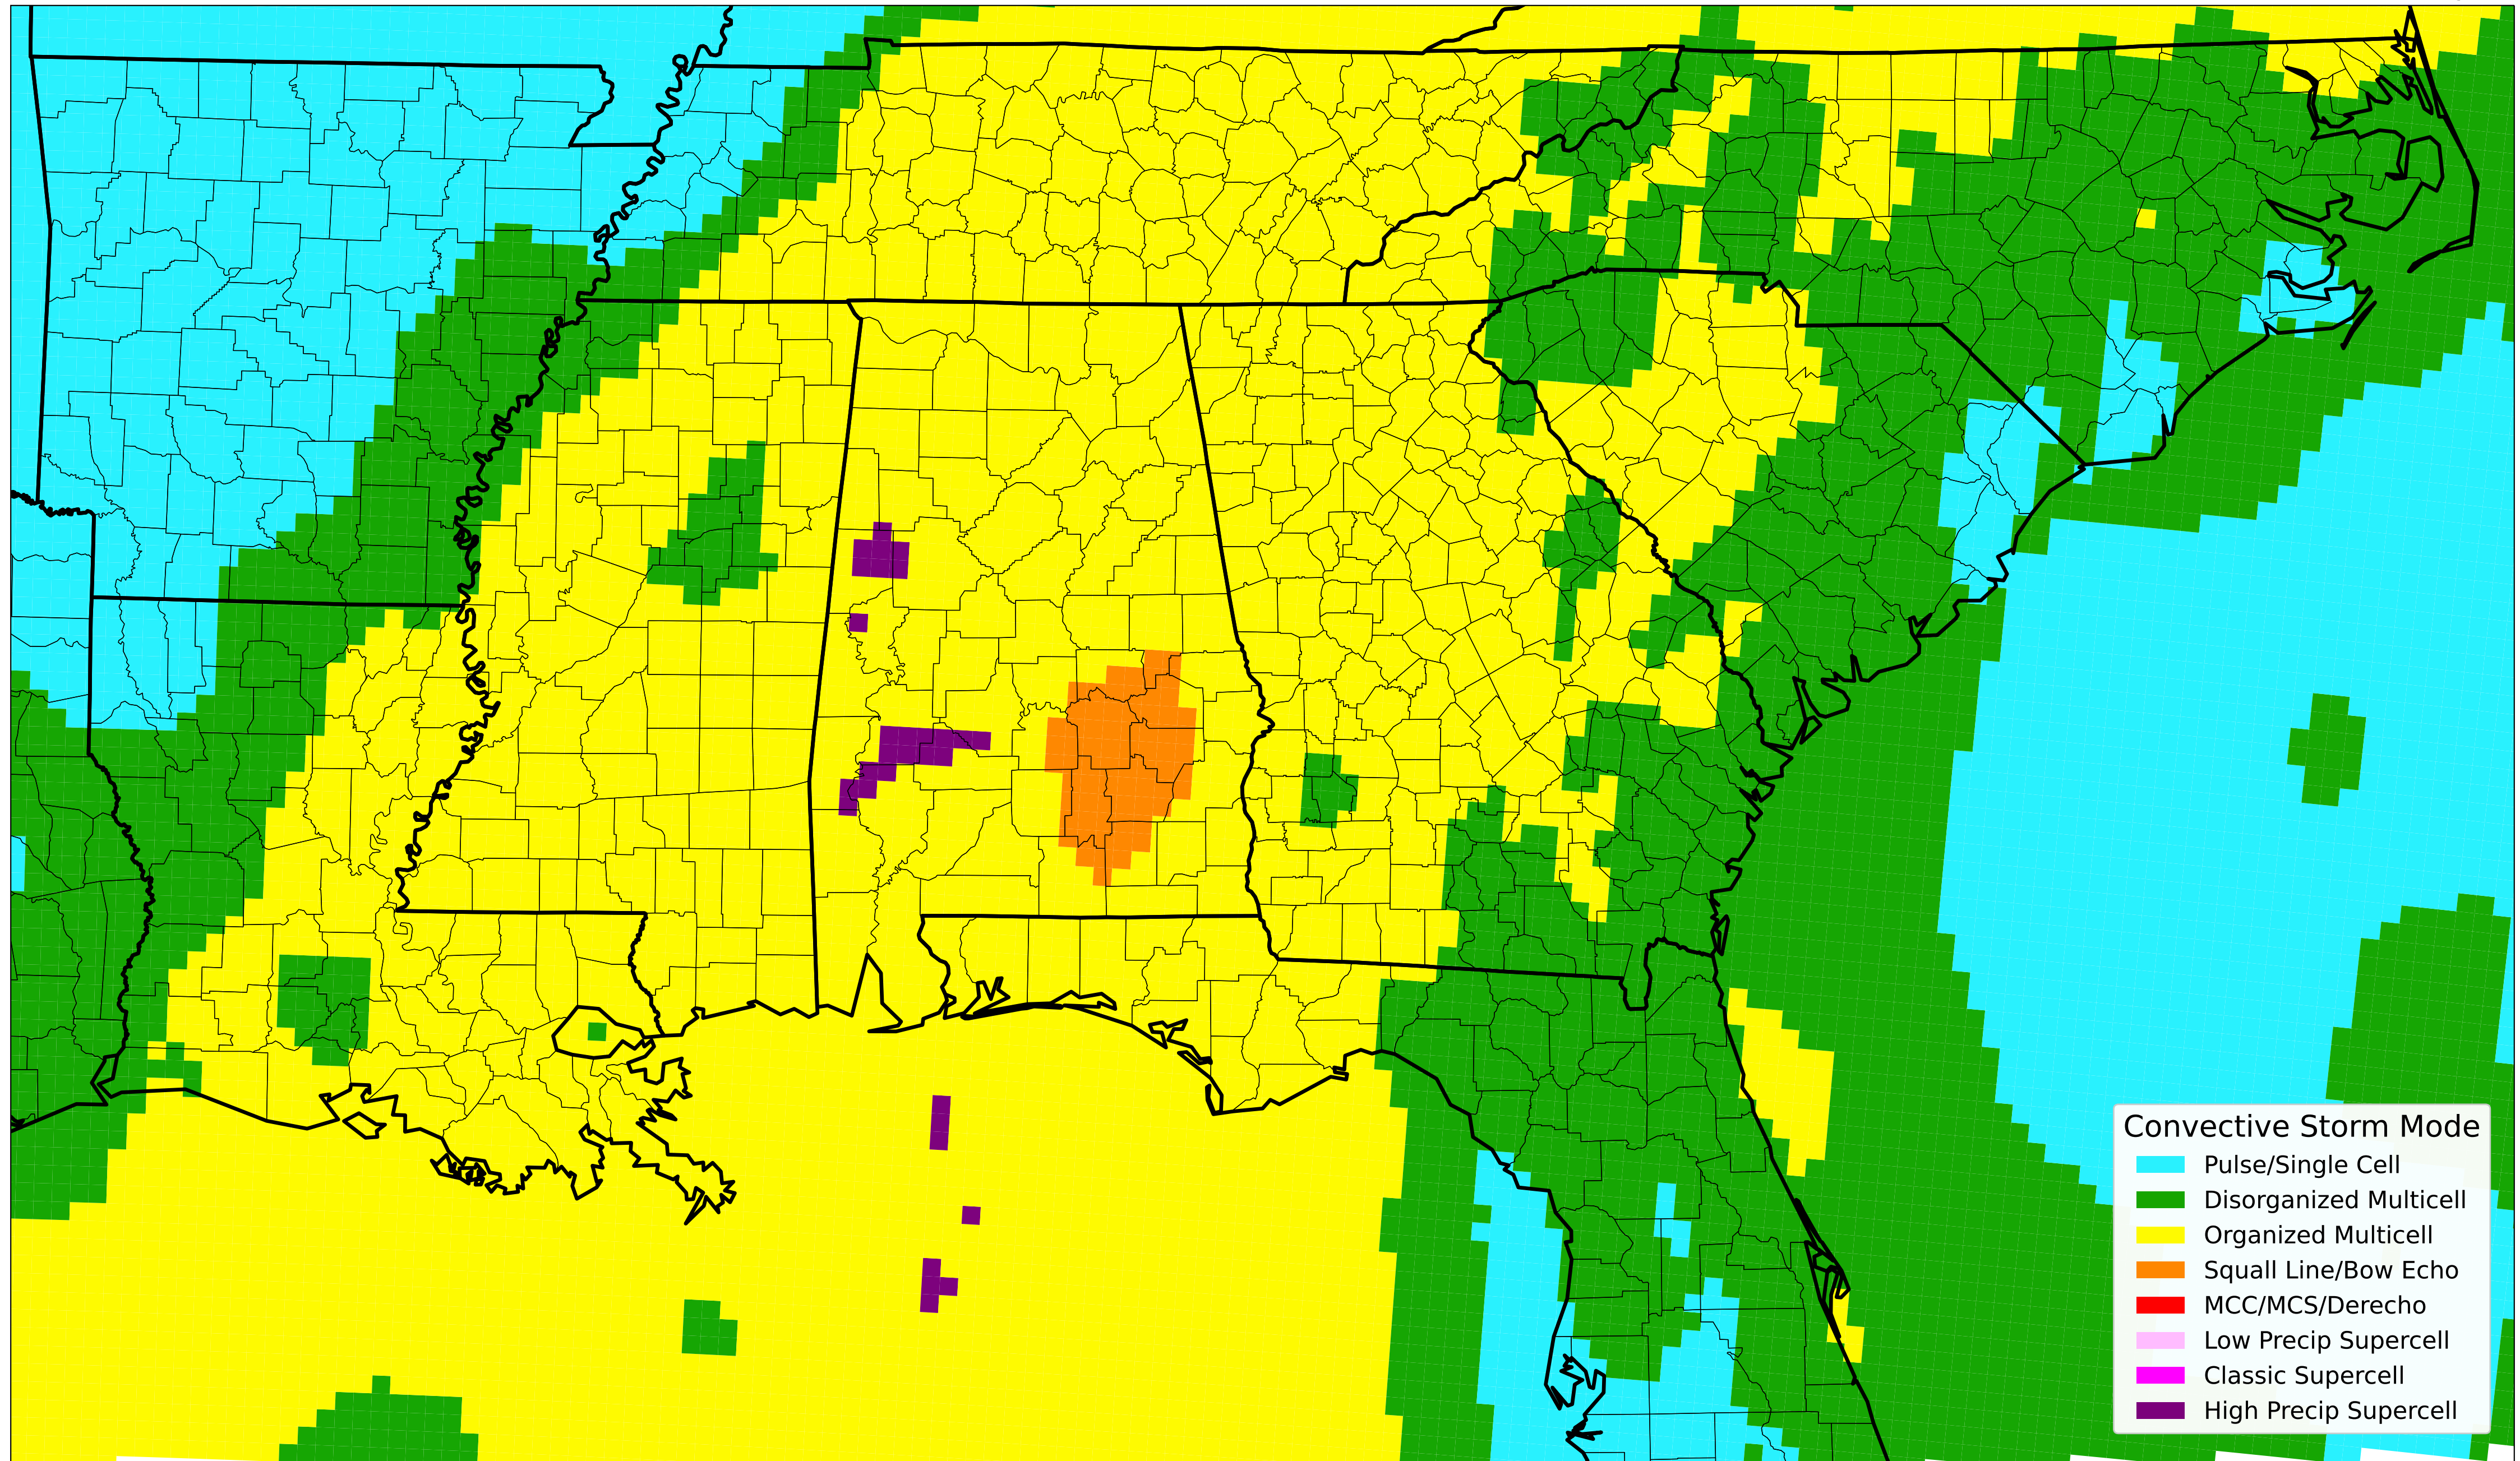 Convective Storm Mode
Pulse/Single Cell
Disorganized Multicell
Organized Multicell
Squall Line/Bow Echo
MCC/MCS/Derecho
Low Precip Supercell
Classic Supercell
High Precip Supercell